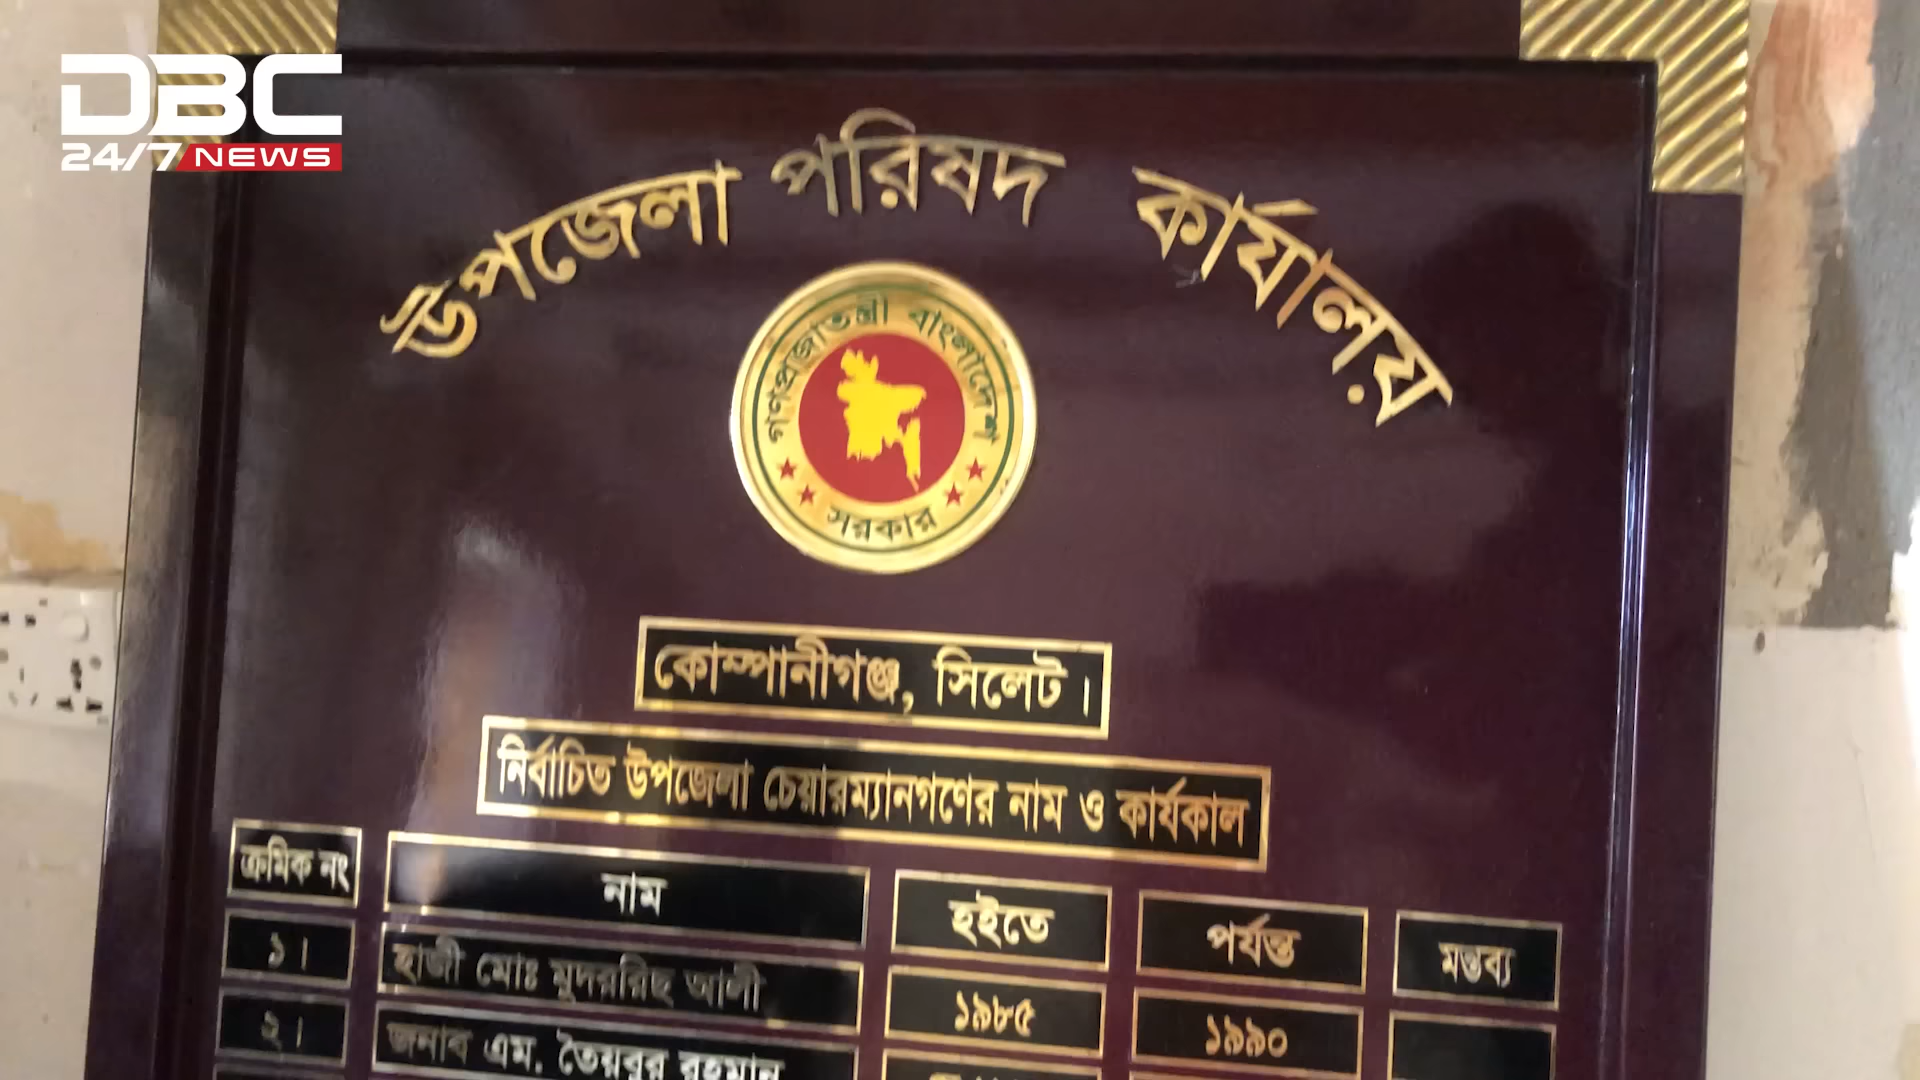 DBC
24/7 NEWS
উপজেলা পরিষদ কার্যালয়
গণপ্রজাতন্ত্রী বাংলাদেশ
সরকার
কোম্পানীগঞ্জ, সিলেট।
নির্বাচিত উপজেলা চেয়ারম্যানগণের নাম ও কার্যকাল
ক্রমিক নং নাম হইতে পর্যন্ত মন্তব্য
১। হাজী মোঃ মুদররিছ আলী ১৯৮৫ ১৯৯০
২। জনাব এম. তৈয়বুর রহমান